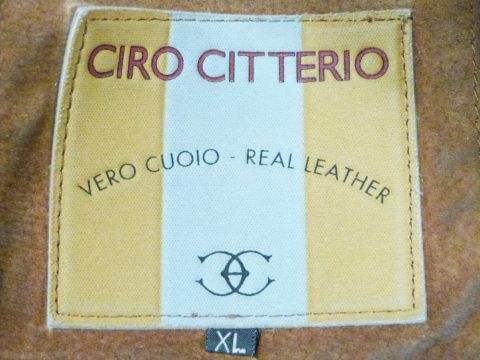 CIRO CITTERIO
VERO CUOIO - REAL LEATHER
XL